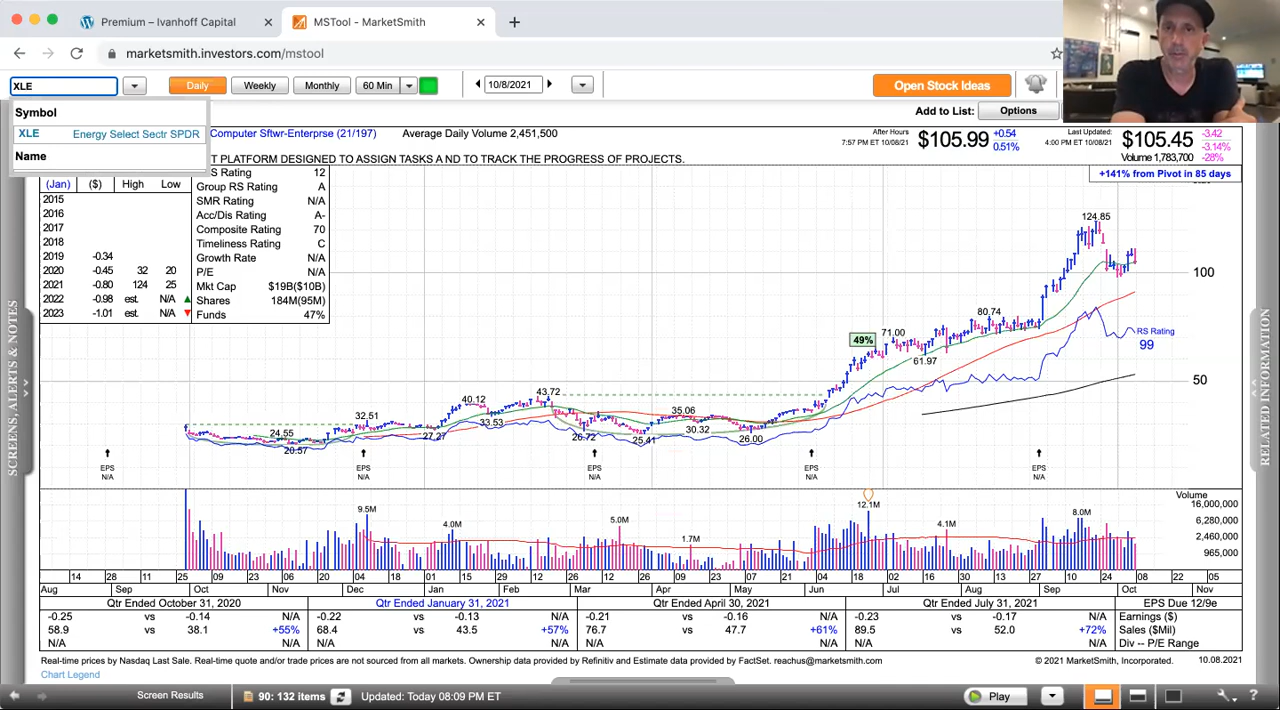 Premium – Ivanhoff Capital
MSTool - MarketSmith
marketsmith.investors.com/mstool
XLE
Daily
Weekly
Monthly
60 Min
10/8/2021
Open Stock Ideas
Symbol
XLE Energy Select Sectr SPDR
Name
Computer Sftwr-Enterprse (21/197) Average Daily Volume 2,451,500
Add to List: Options
T PLATFORM DESIGNED TO ASSIGN TASKS A ND TO TRACK THE PROGRESS OF PROJECTS.
After Hours
7:57 PM ET 10/08/21
$105.99 +0.54
0.51%
Last Updated:
4:00 PM ET 10/08/21
$105.45
Volume 1,783,700
-3.42
-3.14%
-28%
+141% from Pivot in 85 days
(Jan) ($) High Low
2015
2016
2017
2018
2019 -0.34
2020 -0.45 32 20
2021 -0.80 124 25
2022 -0.98 est. N/A
2023 -1.01 est. N/A
S Rating 12
Group RS Rating A
SMR Rating N/A
Acc/Dis Rating A-
Composite Rating 70
Timeliness Rating C
Growth Rate N/A
P/E N/A
Mkt Cap $19B($10B)
Shares 184M(95M)
Funds 47%
124.85
100
80.74
49%
71.00
61.97
RS Rating
99
50
43.72
40.12
35.06
32.51
33.53
30.32
24.55
27.27
26.72
25.41
26.00
20.57
EPS
N/A
EPS
N/A
EPS
N/A
EPS
N/A
EPS
N/A
Volume
16,000,000
6,280,000
2,460,000
965,000
9.5M
4.0M
5.0M
1.7M
12.1M
4.1M
8.0M
14 28 11 25 09 23 06 20 04 18 01 15 29 12 26 12 26 09 23 07 21 04 18 02 16 30 13 27 10 24 08 22 05
Aug Sep Oct Nov Dec Jan Feb Mar Apr May Jun Jul Aug Sep Oct Nov
Qtr Ended October 31, 2020 Qtr Ended January 31, 2021 Qtr Ended April 30, 2021 Qtr Ended July 31, 2021 EPS Due 12/9e
-0.25 vs -0.14 N/A -0.22 vs -0.13 N/A -0.21 vs -0.16 N/A -0.23 vs -0.17 N/A Earnings ($)
58.9 vs 38.1 +55% 68.4 vs 43.5 +57% 76.7 vs 47.7 +61% 89.5 vs 52.0 +72% Sales ($Mil)
N/A N/A N/A N/A N/A N/A N/A N/A Div -- P/E Range
Real-time prices by Nasdaq Last Sale. Real-time quote and/or trade prices are not sourced from all markets. Ownership data provided by Refinitiv and Estimate data provided by FactSet. reachus@marketsmith.com
© 2021 MarketSmith, Incorporated. 10.08.2021
Chart Legend
SCREENS, ALERTS & NOTES
RELATED INFORMATION
Screen Results
90: 132 items
Updated: Today 08:09 PM ET
Play
?